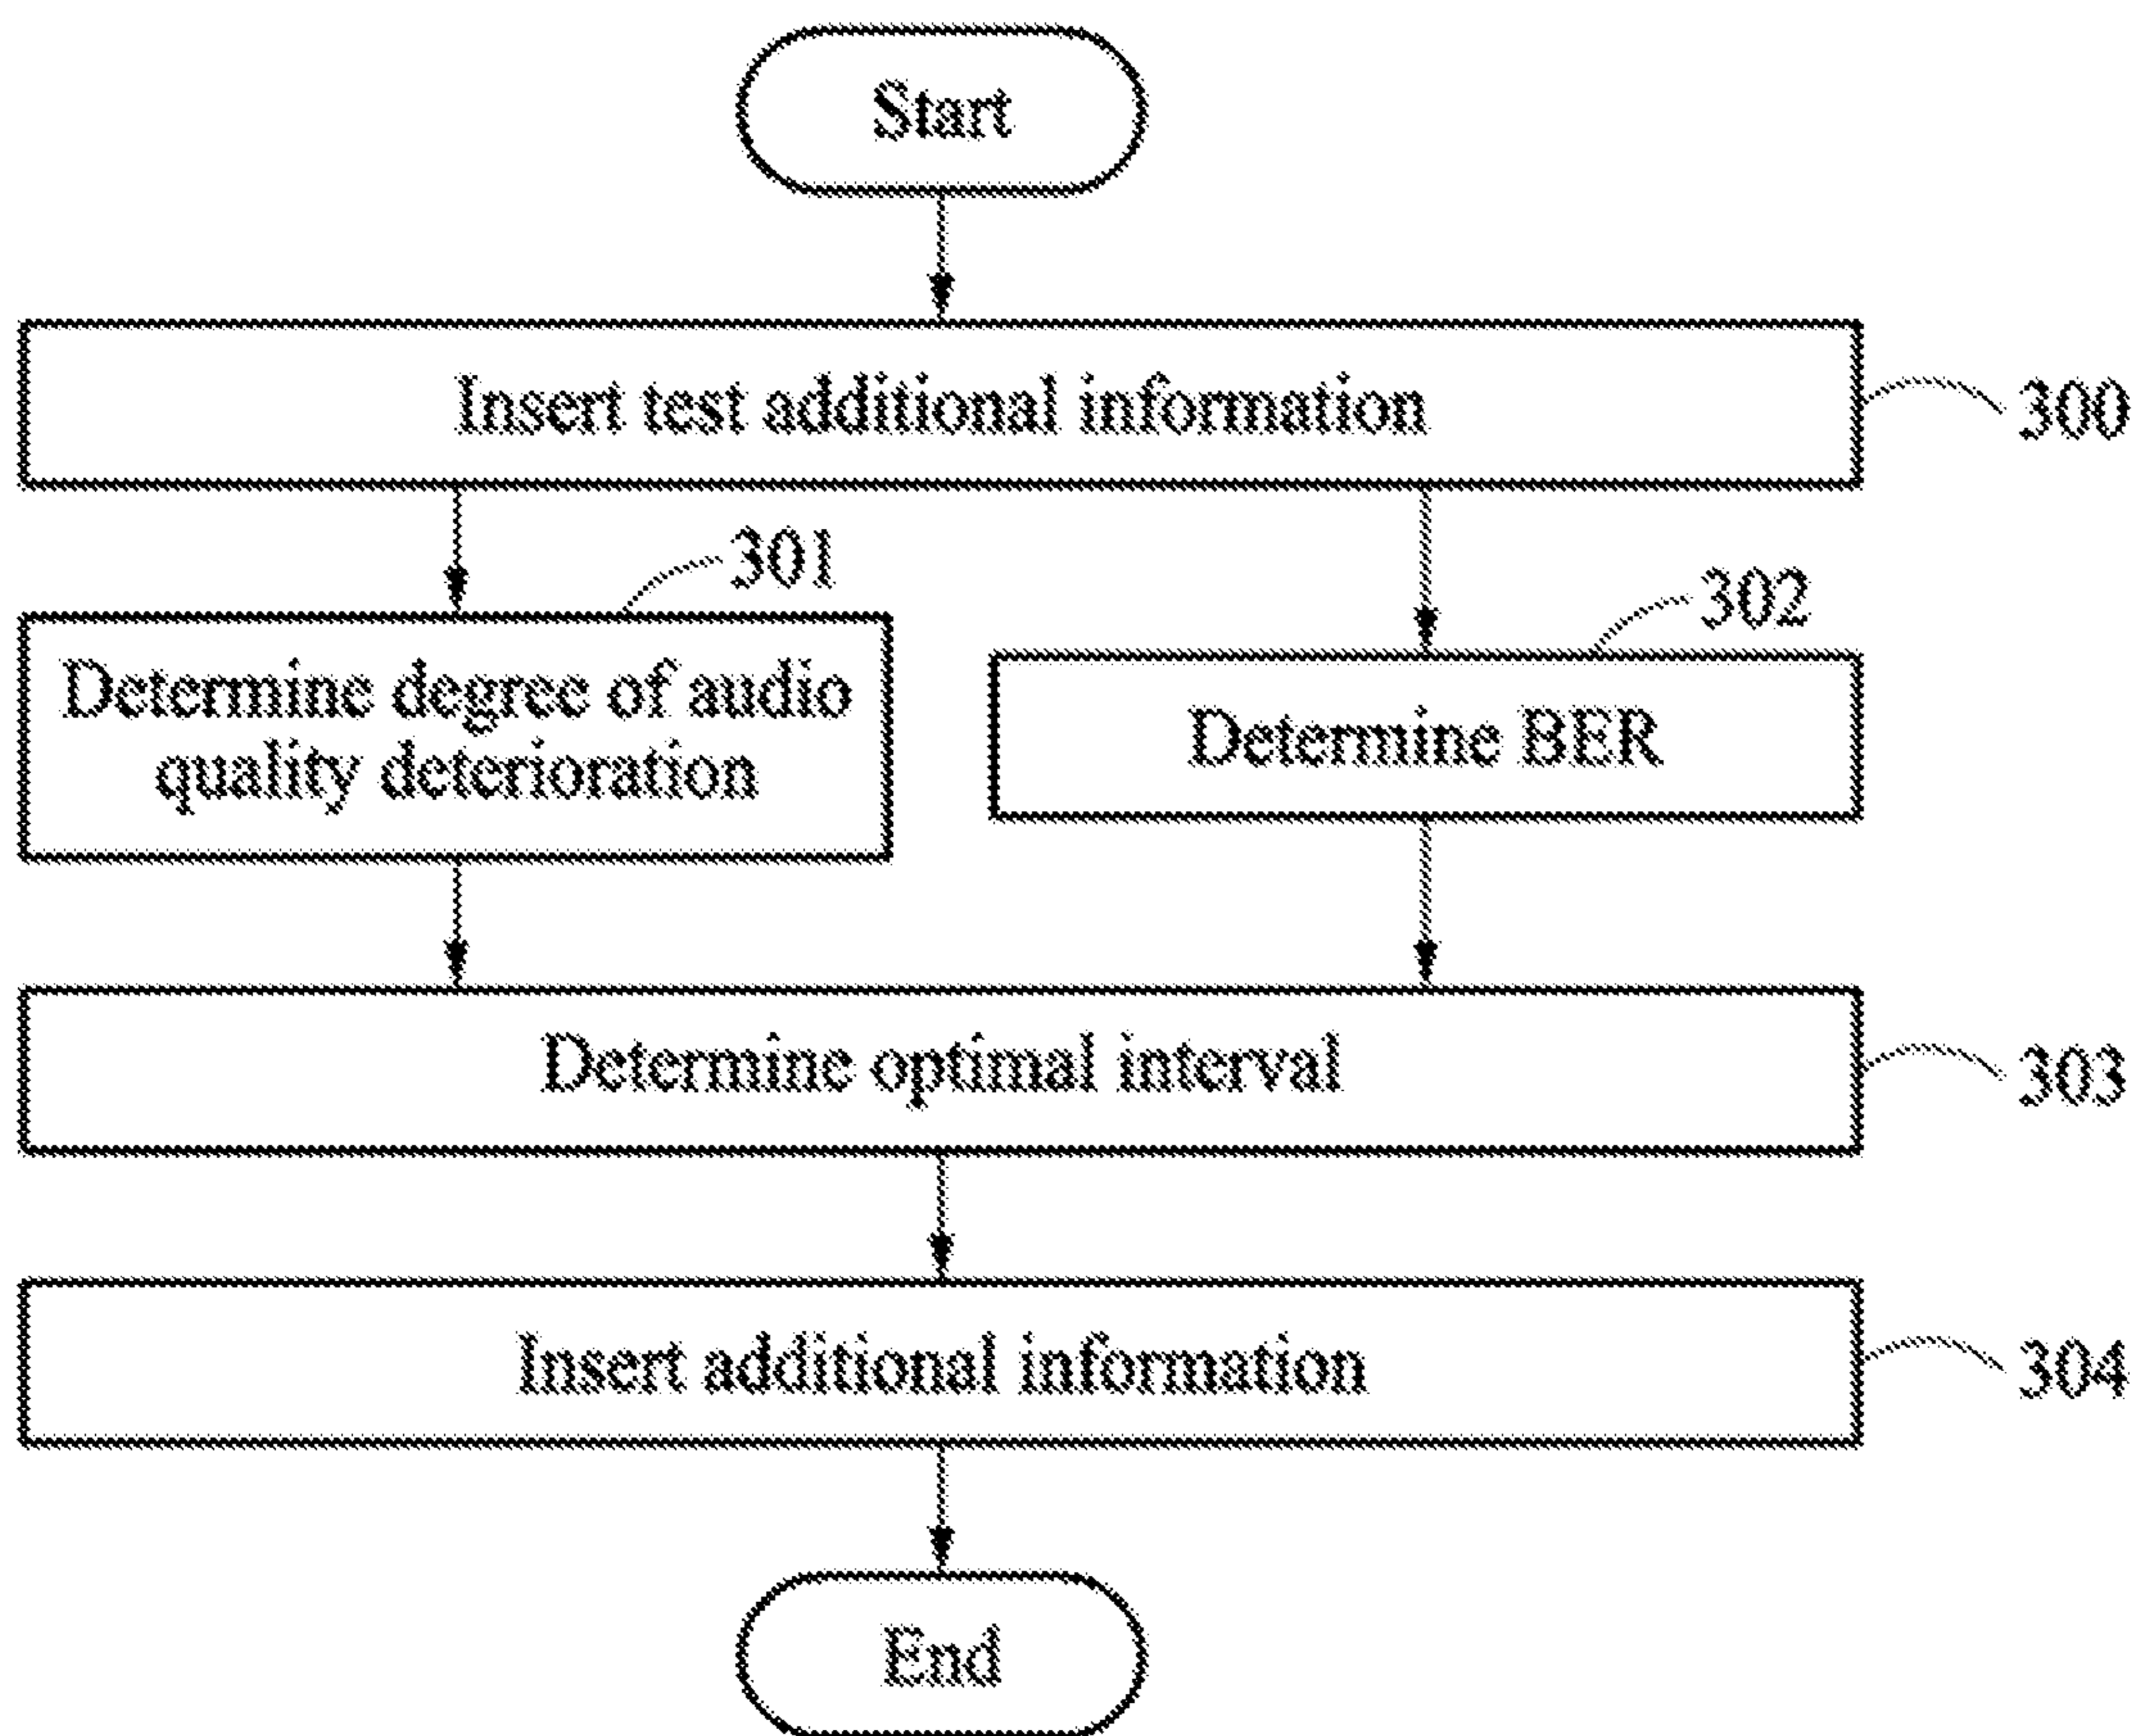 Start
Insert test additional information
300
301
302
Determine degree of audio
quality deterioration
Determine BER
Determine optimal interval
303
Insert additional information
304
End